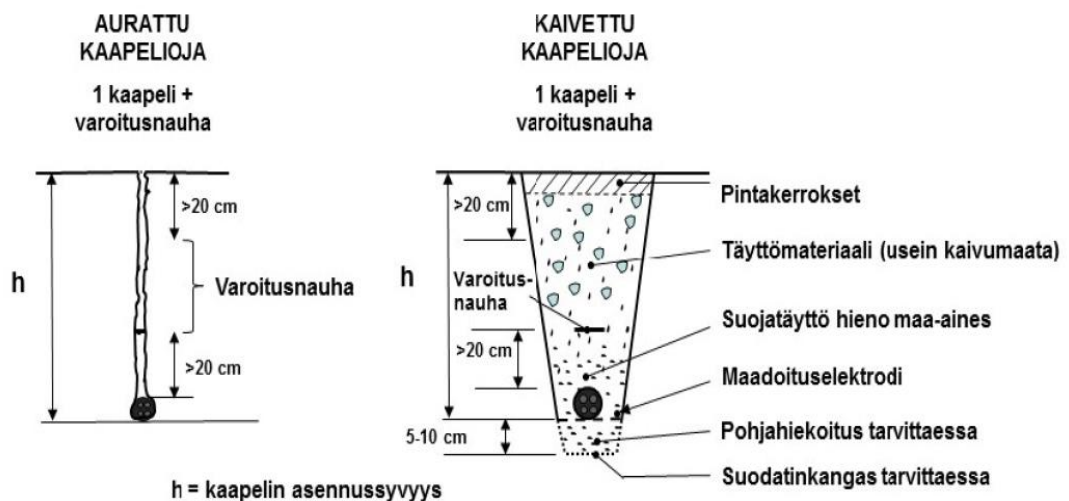 AURATTU
KAAPELIOJA
1 kaapeli +
varoitusnauha
>20 cm
h
Varoitusnauha
>20 cm
KAIVETTU
KAAPELIOJA
1 kaapeli +
varoitusnauha
>20 cm
h
Varoitus-
nauha
>20 cm
5-10 cm
Pintakerrokset
Täyttömateriaali (usein kaivumaata)
Suojatäyttö hieno maa-aines
Maadoituselektrodi
Pohjahiekoitus tarvittaessa
Suodatinkangas tarvittaessa
h = kaapelin asennussyvyys